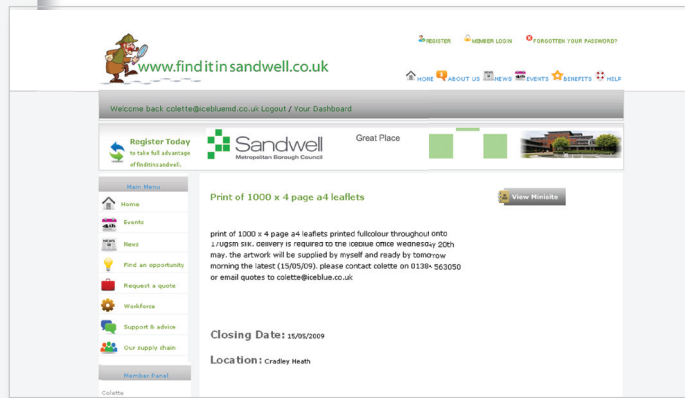 REGISTER MEMBER LOGIN FORGOTTEN YOUR PASSWORD?
www.finditinsandwell.co.uk
HOME ABOUT US NEWS EVENTS BENEFITS HELP
Welcome back colette@icebluemd.co.uk Logout / Your Dashboard
Register Today
to take full advantage
of finditinsandwell.
Sandwell
Metropolitan Borough Council
Great Place
Main Menu
Home
Events
News
Find an opportunity
Request a quote
Workforce
Support & advice
Our supply chain
Member Panel
Colette
Print of 1000 x 4 page a4 leaflets
View Minisite
print of 1000 x 4 page a4 leaflets printed fullcolour throughout onto
170gsm silk. delivery is required to the iceblue office wednesday 20th
may. the artwork will be supplied by myself and ready by tomorrow
morning the latest (15/05/09). please contact colette on 01384 563050
or email quotes to colette@iceblue.co.uk
Closing Date: 15/05/2009
Location: Cradley Heath